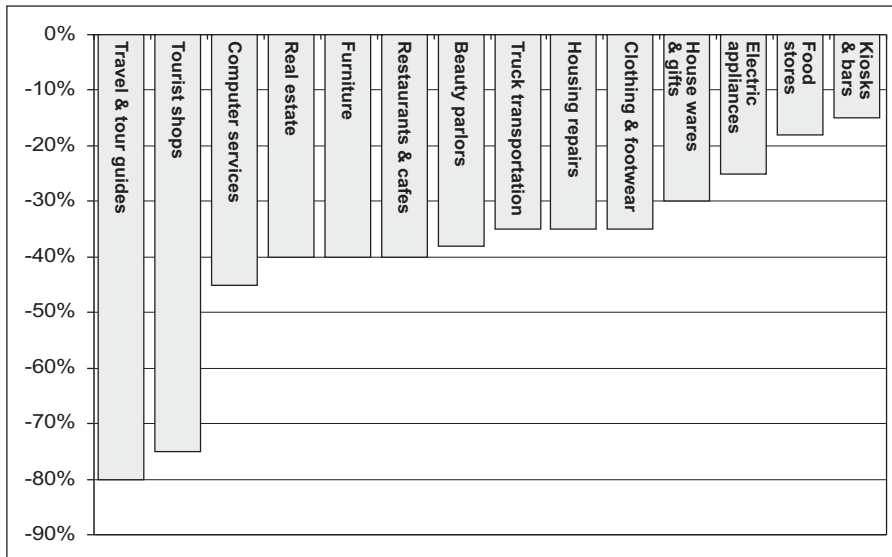 0%
-10%
-20%
-30%
-40%
-50%
-60%
-70%
-80%
-90%
Travel & tour guides
Tourist shops
Computer services
Real estate
Furniture
Restaurants & cafes
Beauty parlors
Truck transportation
Housing repairs
Clothing & footwear
House wares
& gifts
Electric
appliances
Food
stores
Kiosks
& bars